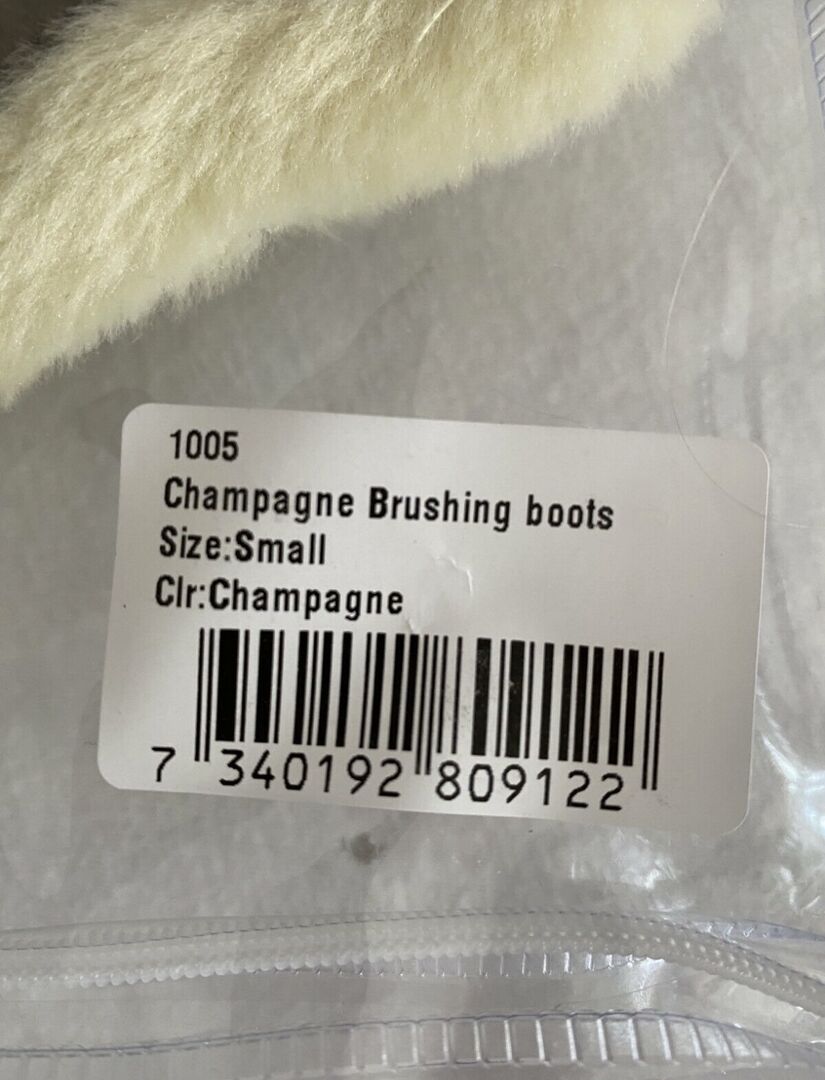 1005
Champagne Brushing boots
Size:Small
Clr:Champagne
7 340192 809122